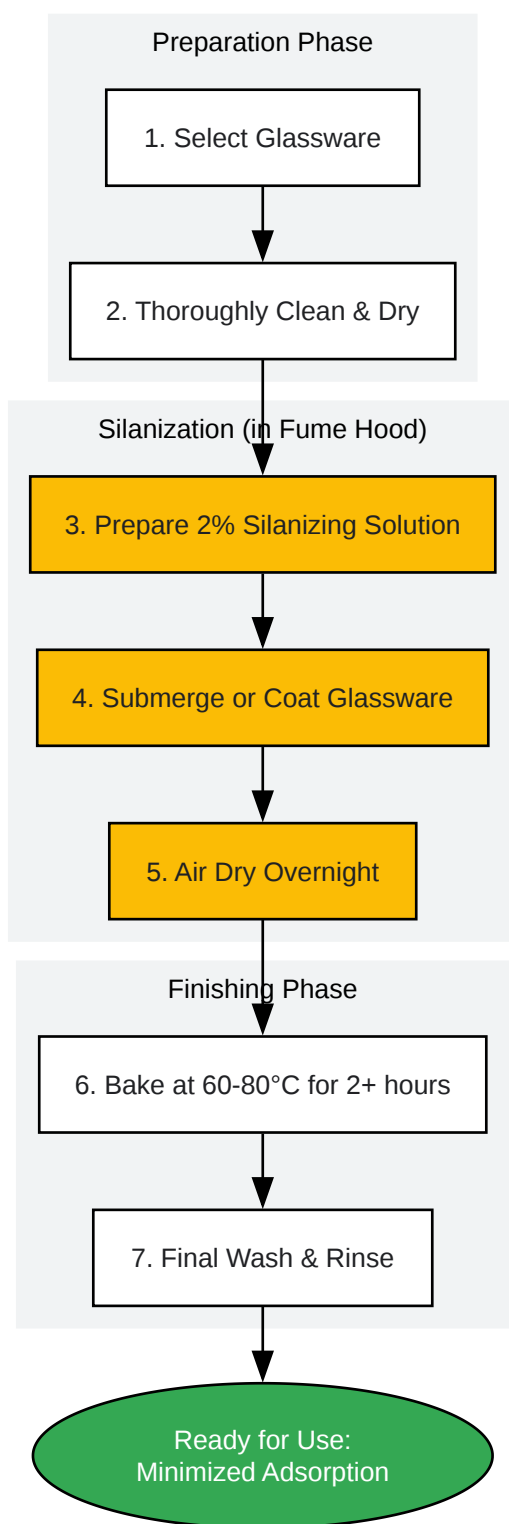 Preparation Phase
1. Select Glassware
2. Thoroughly Clean & Dry
Silanization (in Fume Hood)
3. Prepare 2% Silanizing Solution
4. Submerge or Coat Glassware
5. Air Dry Overnight
Finishing Phase
6. Bake at 60-80°C for 2+ hours
7. Final Wash & Rinse
Ready for Use:
Minimized Adsorption